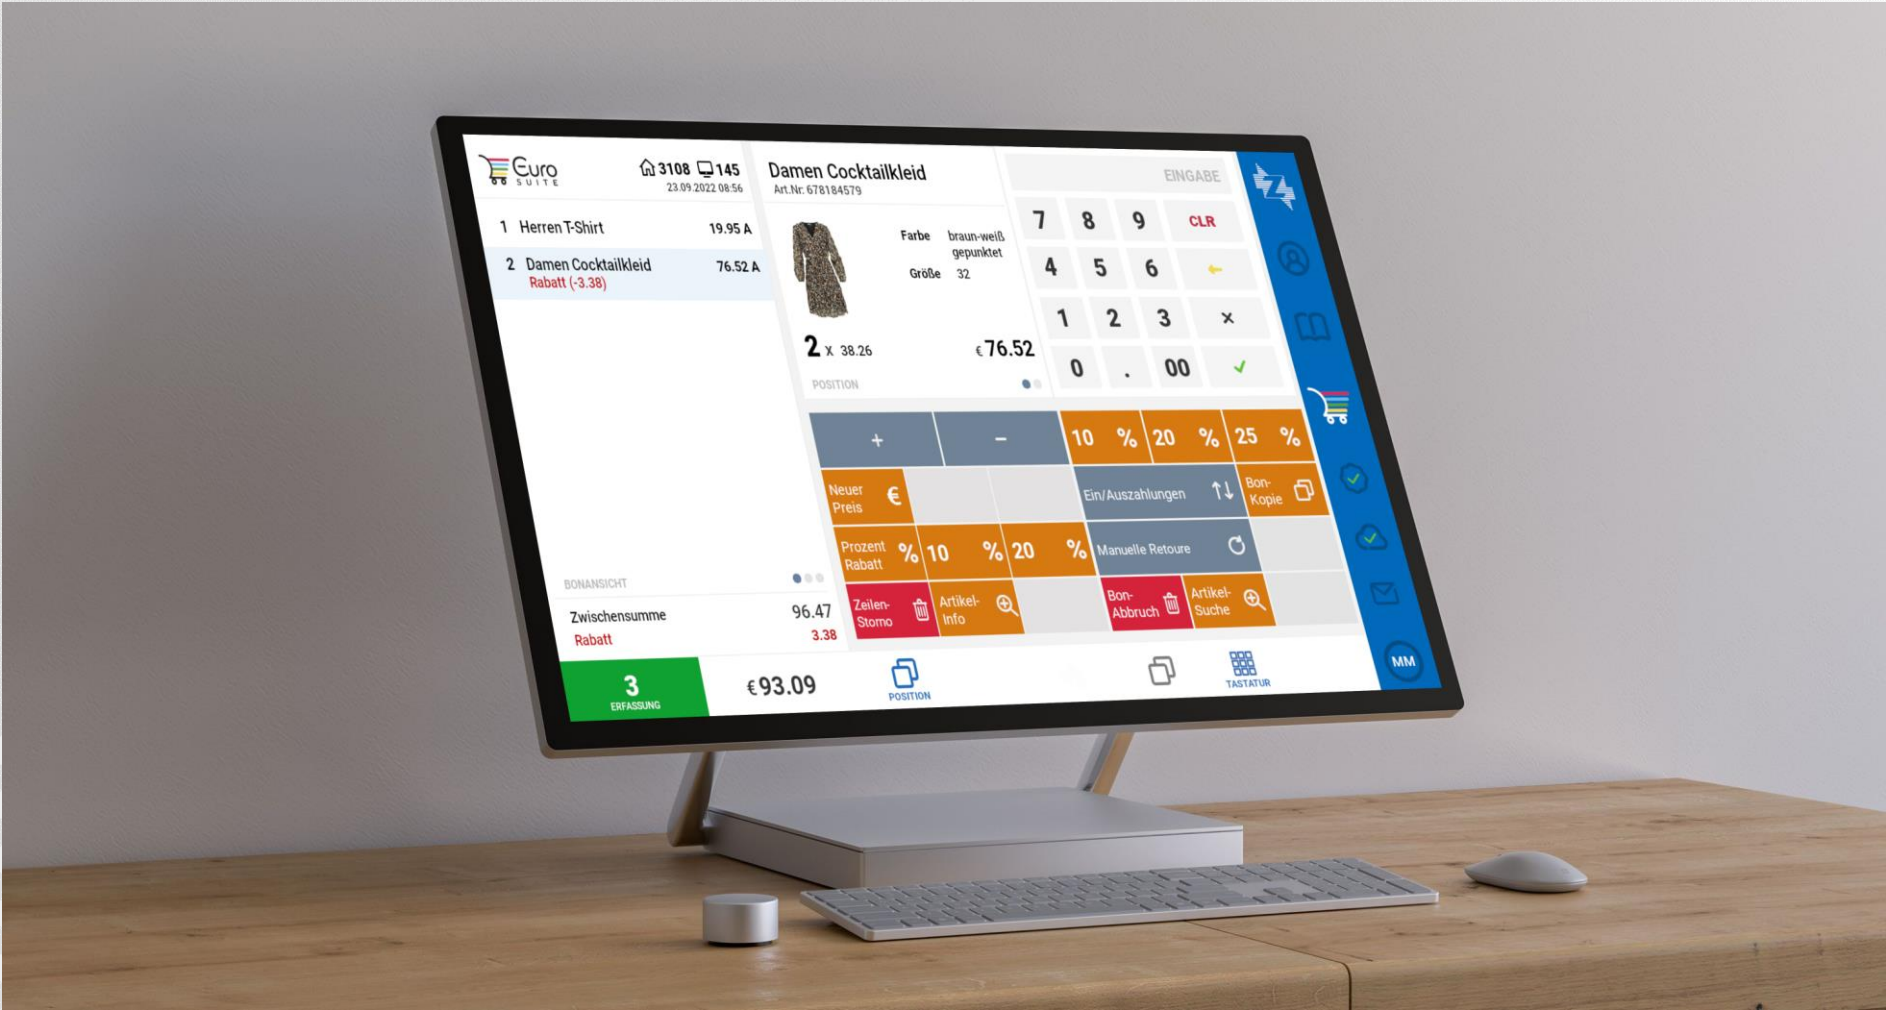 Euro
SUITE
3108 145
23.09.2022 08:56
1 Herren T-Shirt 19.95 A
2 Damen Cocktailkleid 76.52 A
Rabatt (-3.38)
BONANSICHT
Zwischensumme 96.47
Rabatt 3.38
3
ERFASSUNG
€ 93.09
Damen Cocktailkleid
Art.Nr. 678184579
Farbe braun-weiß
gepunktet
Größe 32
2 x 38.26 € 76.52
POSITION
EINGABE
7 8 9 CLR
4 5 6
1 2 3 ×
0 . 00
+ − 10 % 20 % 25 %
Neuer
Preis €
Ein/Auszahlungen
Bon-
Kopie
Prozent
Rabatt % 10 % 20 %
Manuelle Retoure
Zeilen-
Storno
Artikel-
Info
Bon-
Abbruch
Artikel-
Suche
POSITION
TASTATUR
Z
MM